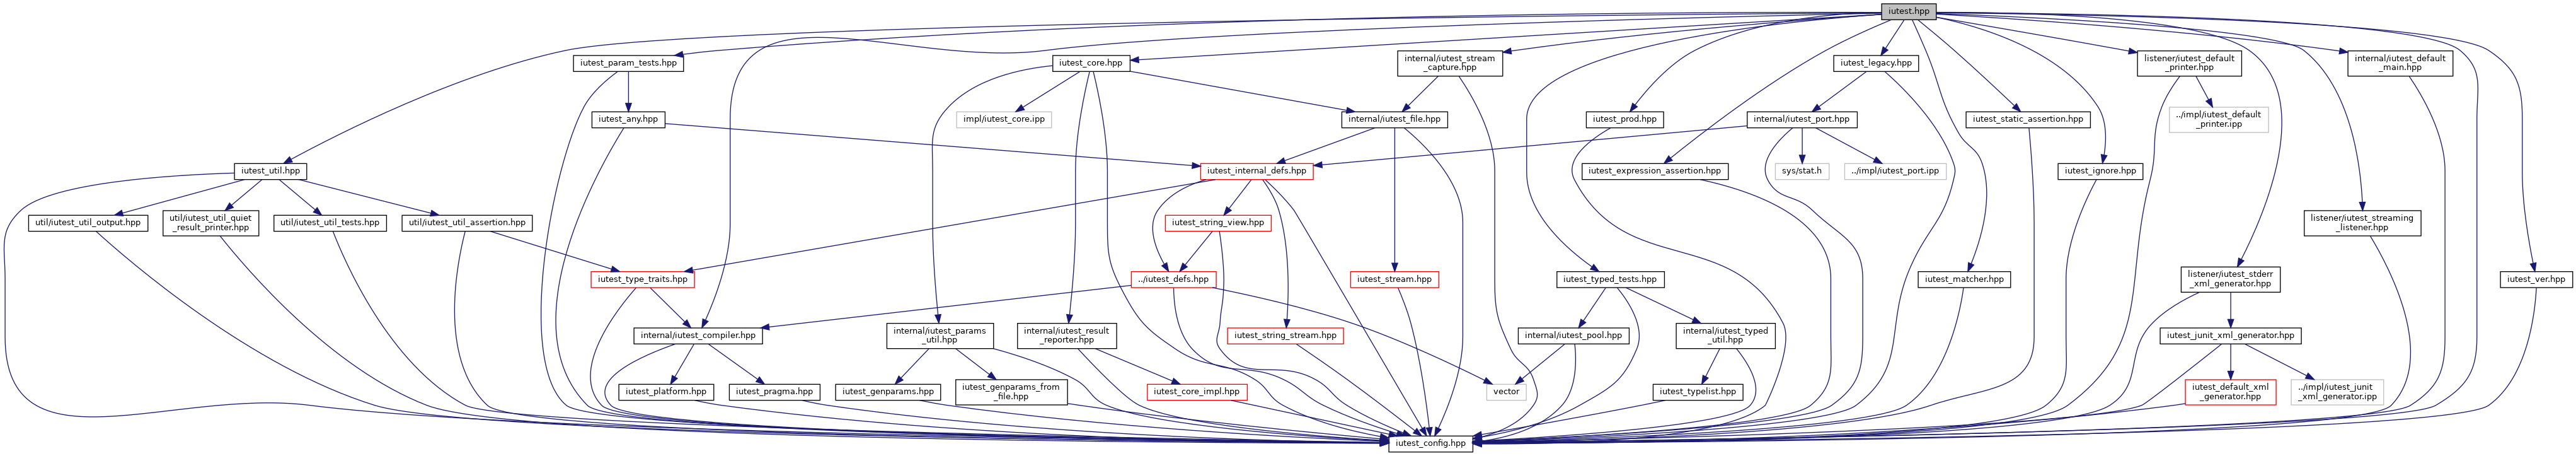 iutest.hpp
iutest_param_tests.hpp
iutest_core.hpp
internal/iutest_stream
_capture.hpp
iutest_legacy.hpp
listener/iutest_default
_printer.hpp
internal/iutest_default
_main.hpp
iutest_any.hpp
impl/iutest_core.ipp
internal/iutest_file.hpp
iutest_prod.hpp
internal/iutest_port.hpp
iutest_static_assertion.hpp
../impl/iutest_default
_printer.ipp
iutest_util.hpp
iutest_internal_defs.hpp
iutest_expression_assertion.hpp
sys/stat.h
../impl/iutest_port.ipp
iutest_ignore.hpp
util/iutest_util_output.hpp
util/iutest_util_quiet
_result_printer.hpp
util/iutest_util_tests.hpp
util/iutest_util_assertion.hpp
iutest_string_view.hpp
listener/iutest_streaming
_listener.hpp
iutest_type_traits.hpp
../iutest_defs.hpp
iutest_stream.hpp
iutest_typed_tests.hpp
iutest_matcher.hpp
listener/iutest_stderr
_xml_generator.hpp
iutest_ver.hpp
internal/iutest_compiler.hpp
internal/iutest_params
_util.hpp
internal/iutest_result
_reporter.hpp
iutest_string_stream.hpp
internal/iutest_pool.hpp
internal/iutest_typed
_util.hpp
iutest_junit_xml_generator.hpp
iutest_platform.hpp
iutest_pragma.hpp
iutest_genparams.hpp
iutest_genparams_from
_file.hpp
iutest_core_impl.hpp
vector
iutest_typelist.hpp
iutest_default_xml
_generator.hpp
../impl/iutest_junit
_xml_generator.ipp
iutest_config.hpp